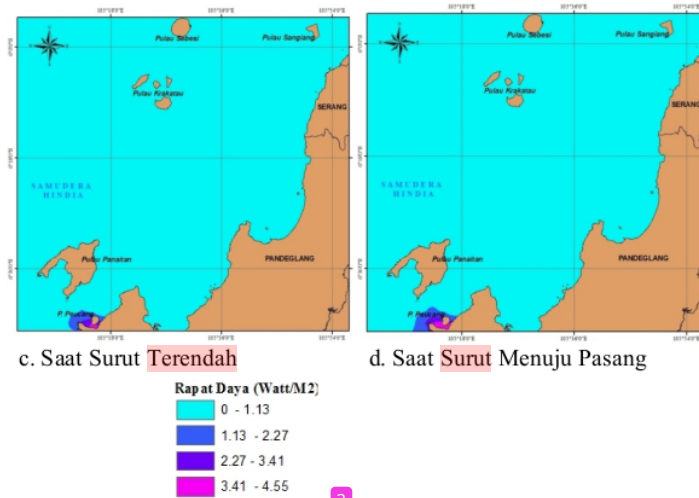 Pulau Sebesi
Pulau Sangiang
Pulau Krakatau
SERANG
SAMUDERA
HINDIA
Pulau Panaitan
PANDEGLANG
P. Peucang
Pulau Sebesi
Pulau Sangiang
Pulau Krakatau
SERANG
SAMUDERA
HINDIA
Pulau Panaitan
PANDEGLANG
P. Peucang
c. Saat Surut Terendah
d. Saat Surut Menuju Pasang
Rapat Daya (Watt/M2)
0 - 1.13
1.13 - 2.27
2.27 - 3.41
3.41 - 4.55